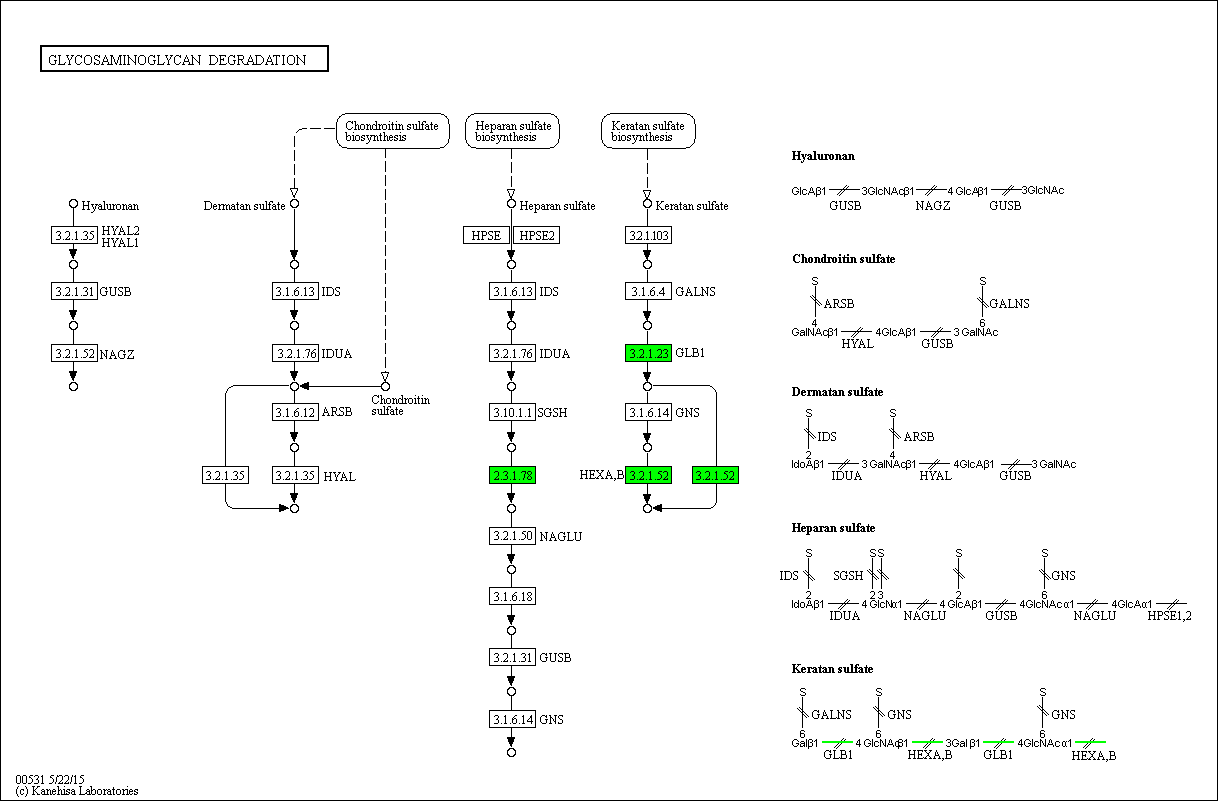 GLYCOSAMINOGLYCAN DEGRADATION
Chondroitin sulfate
biosynthesis
Heparan sulfate
biosynthesis
Keratan sulfate
biosynthesis
Hyaluronan
Dermatan sulfate
Heparan sulfate
Keratan sulfate
3.2.1.35
HYAL2
HYAL1
HPSE
HPSE2
3.2.1.103
3.2.1.31
GUSB
3.1.6.13
IDS
3.1.6.13
IDS
3.1.6.4
GALNS
3.2.1.52
NAGZ
3.2.1.76
IDUA
3.2.1.76
IDUA
3.2.1.23
GLB1
Chondroitin
sulfate
3.1.6.12
ARSB
3.10.1.1
SGSH
3.1.6.14
GNS
3.2.1.35
3.2.1.35
HYAL
2.3.1.78
HEXA,B
3.2.1.52
3.2.1.52
3.2.1.50
NAGLU
3.1.6.18
3.2.1.31
GUSB
3.1.6.14
GNS
Hyaluronan
GlcAβ1 3GlcNAcβ1 4 GlcAβ1 3GlcNAc
GUSB NAGZ GUSB
Chondroitin sulfate
S S
ARSB GALNS
4 6
GalNAcβ1 4GlcAβ1 3 GalNAc
HYAL GUSB
Dermatan sulfate
S S
IDS ARSB
2 4
IdoAβ1 3 GalNAcβ1 4GlcAβ1 3 GalNAc
IDUA HYAL GUSB
Heparan sulfate
S S S S S
IDS SGSH GNS
2 2 3 2 6
IdoAβ1 4 GlcNα1 4 GlcAβ1 4GlcNAcα1 4GlcAα1
IDUA NAGLU GUSB NAGLU HPSE1,2
Keratan sulfate
S S S
GALNS GNS GNS
6 6 6
Galβ1 4 GlcNAcβ1 3Galβ1 4GlcNAcα1
GLB1 HEXA,B GLB1 HEXA,B
00531 5/22/15
(c) Kanehisa Laboratories